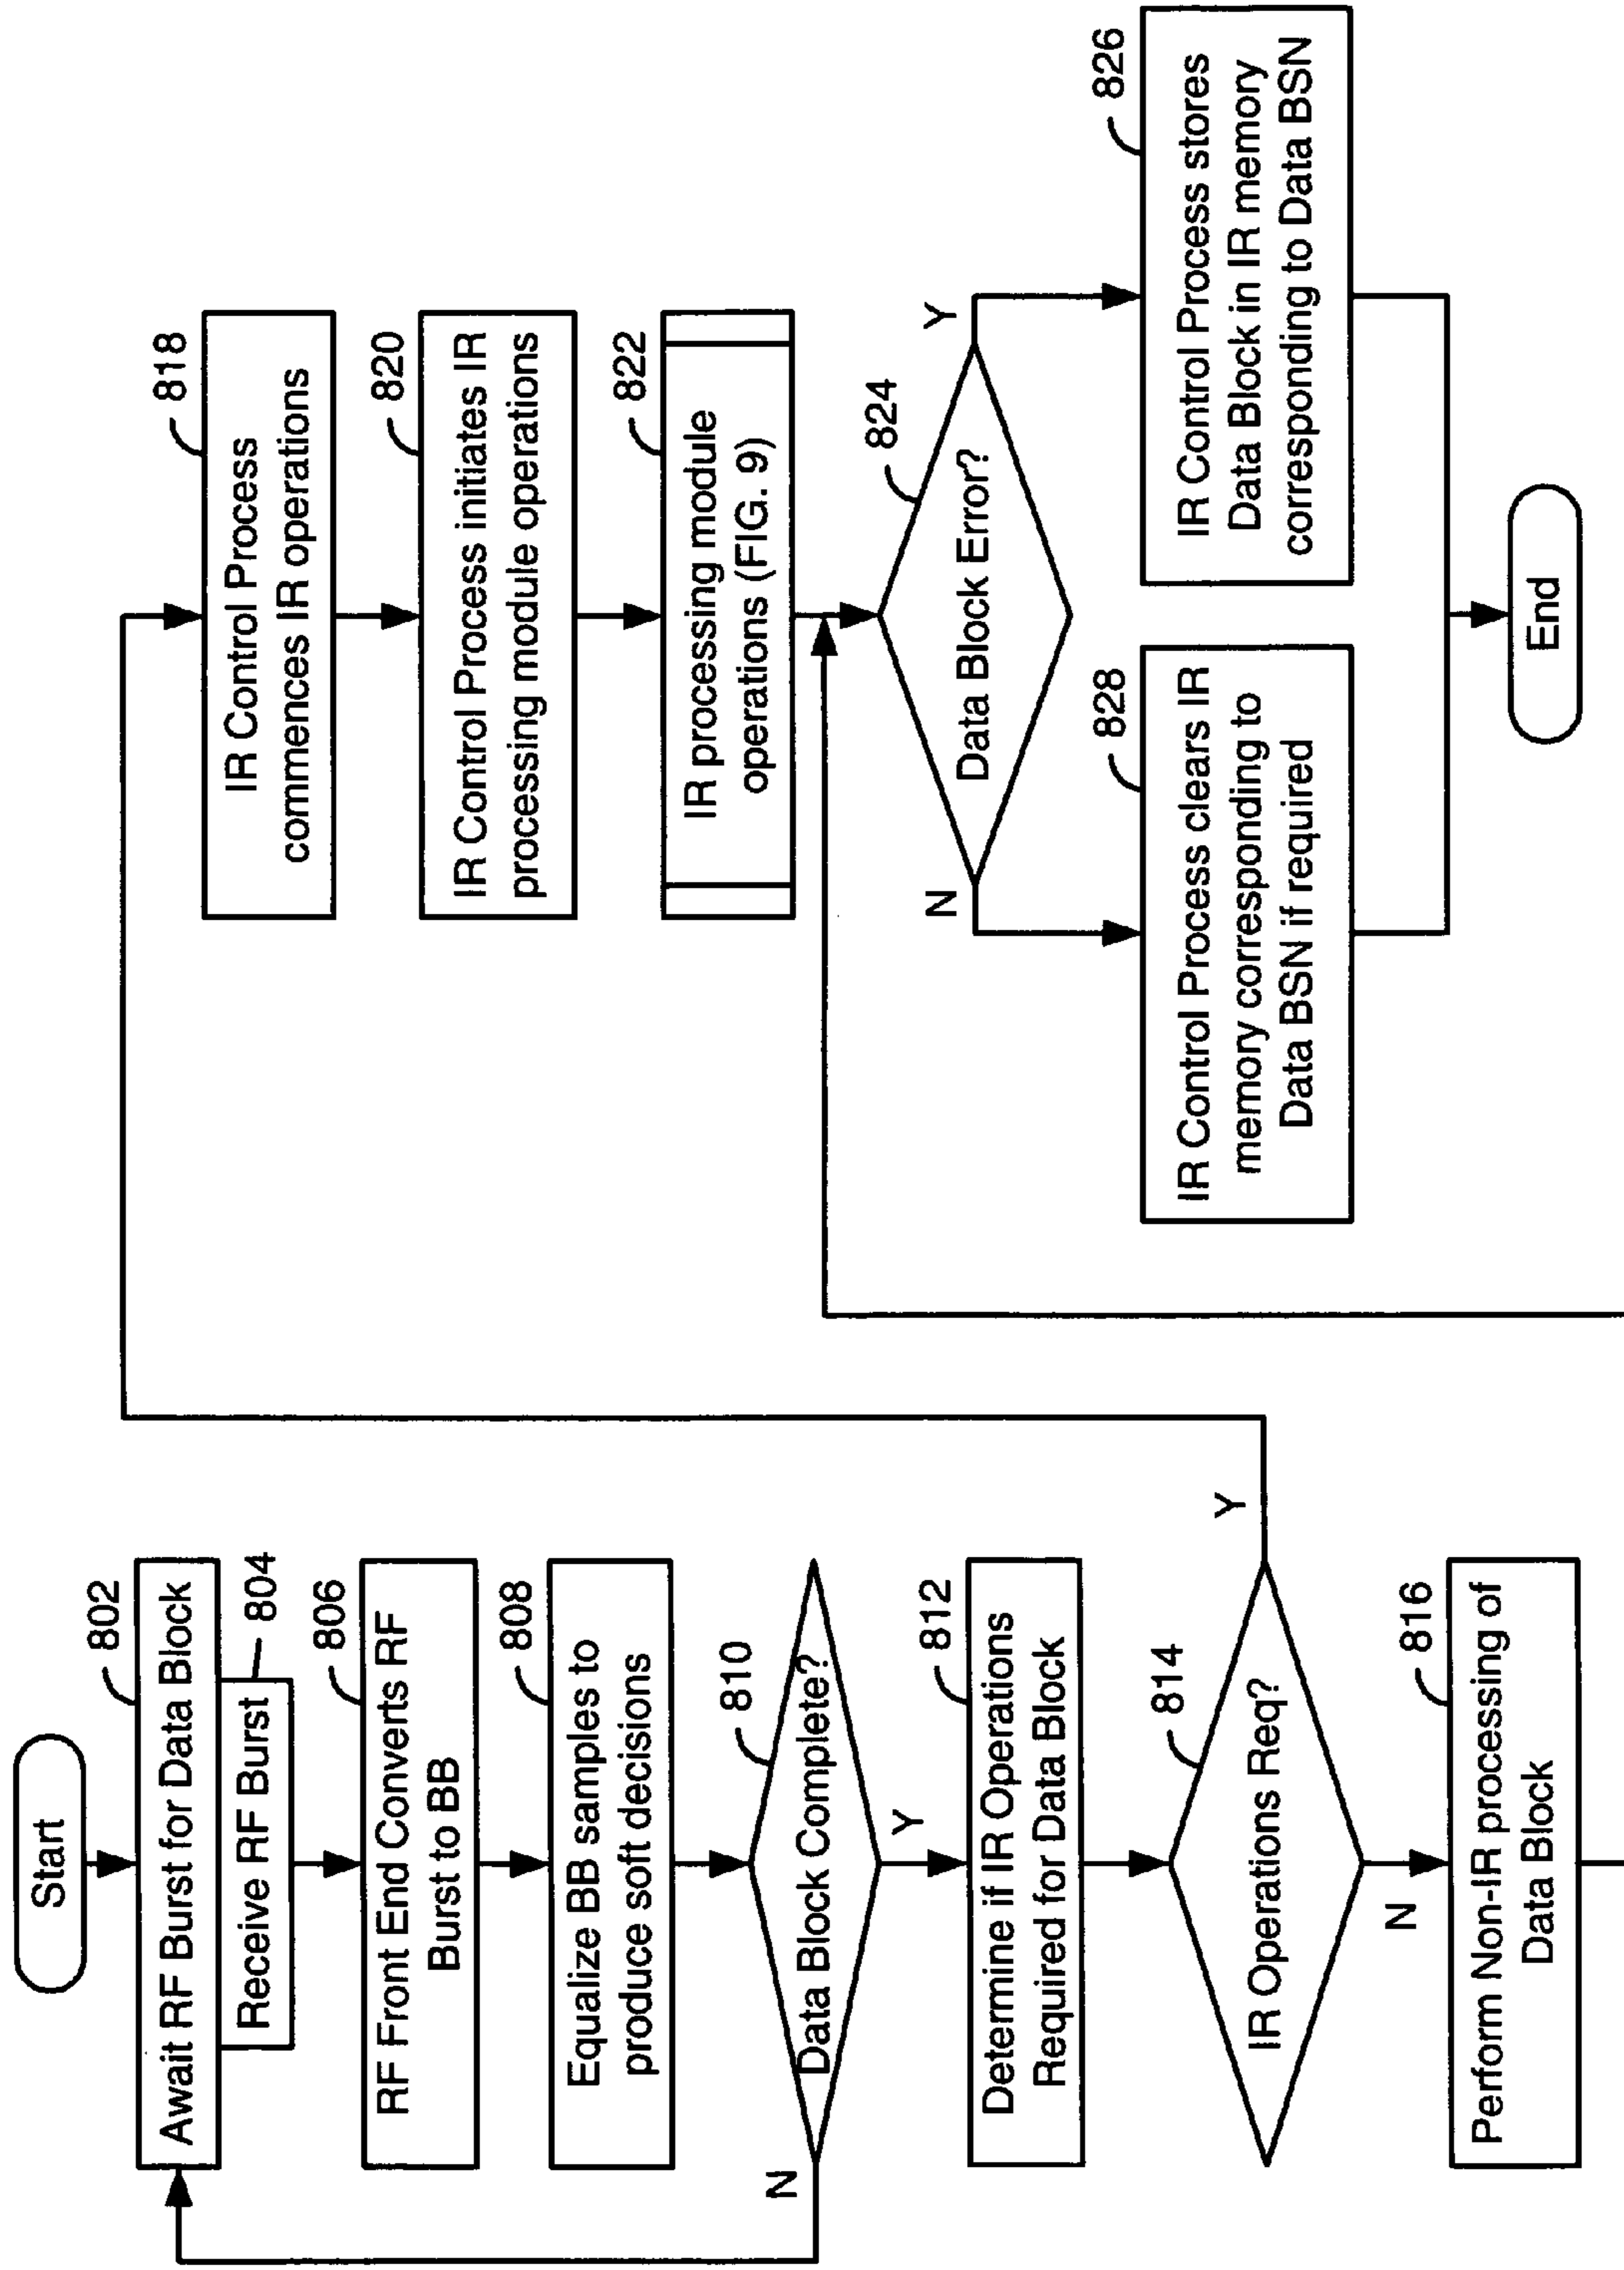 Start
802
Await RF Burst for Data Block
Receive RF Burst
804
806
RF Front End Converts RF
Burst to BB
808
Equalize BB samples to
produce soft decisions
810
Data Block Complete?
N
Y
812
Determine if IR Operations
Required for Data Block
814
IR Operations Req?
Y
N
816
Perform Non-IR processing of
Data Block
818
IR Control Process
commences IR operations
820
IR Control Process initiates IR
processing module operations
822
IR processing module
operations (FIG. 9)
824
Data Block Error?
N
Y
828
IR Control Process clears IR
memory corresponding to
Data BSN if required
826
IR Control Process stores
Data Block in IR memory
corresponding to Data BSN
End